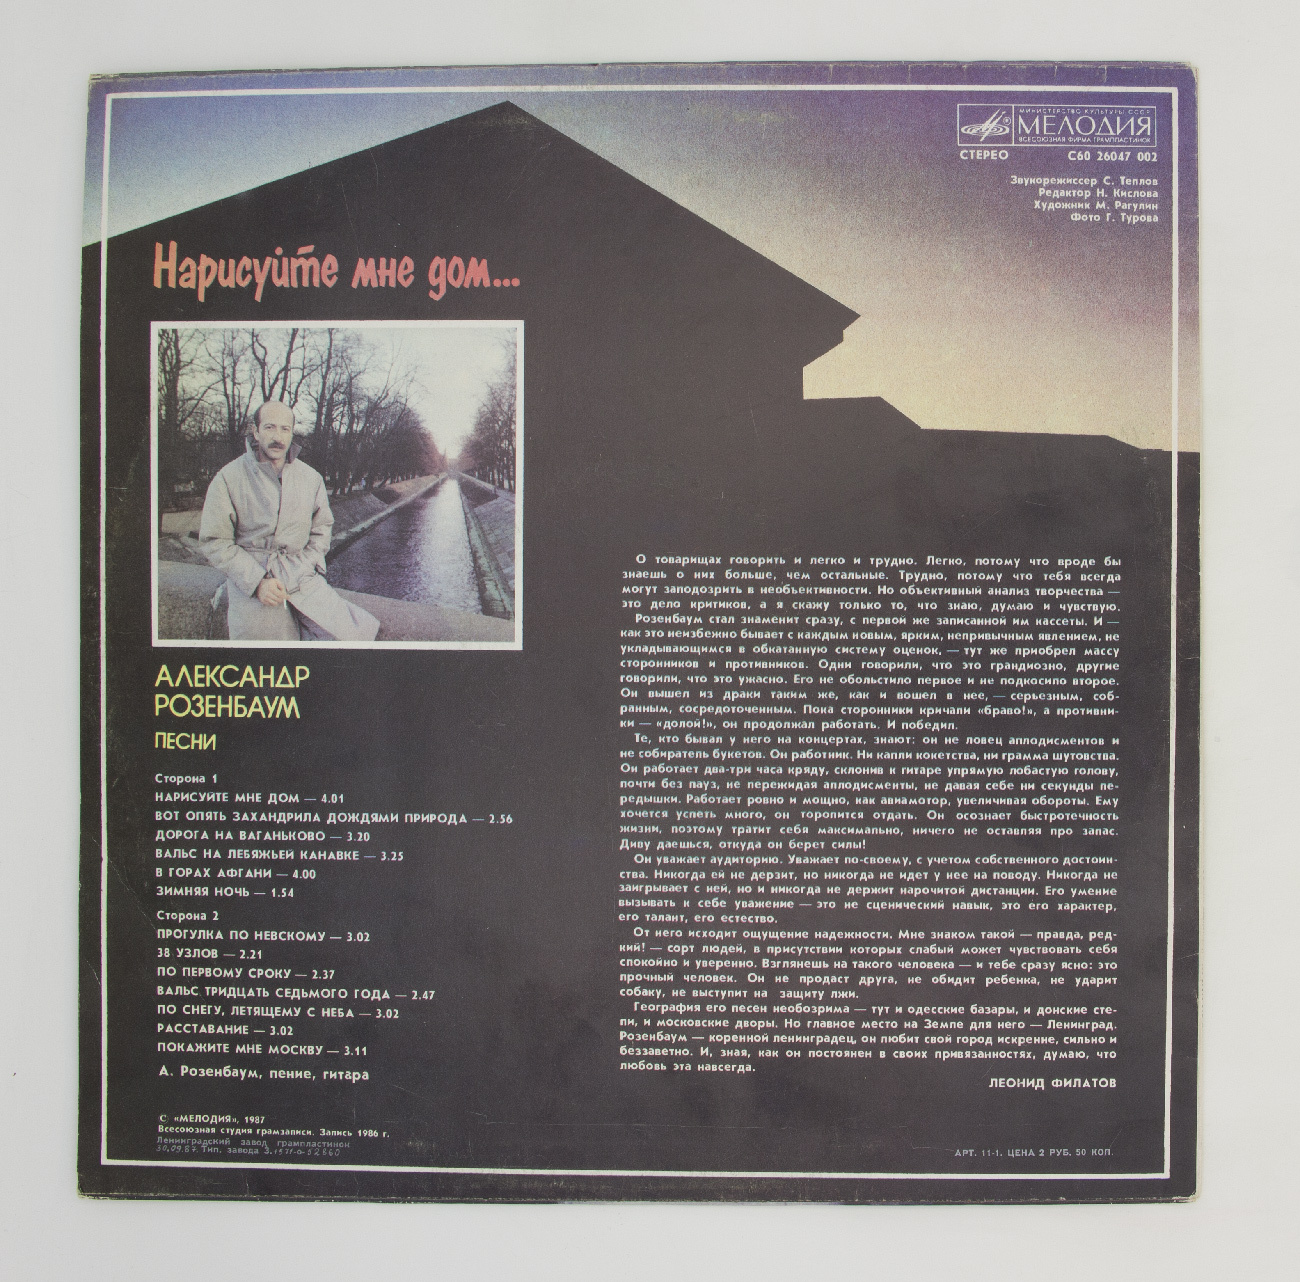 МИНИСТЕРСТВО КУЛЬТУРЫ СССР
МЕЛОДИЯ
ВСЕСОЮЗНАЯ ФИРМА ГРАМПЛАСТИНОК
СТЕРЕО С60 26047 002
Звукорежиссер С. Теплов
Редактор Н. Кислова
Художник М. Рагулин
Фото Г. Турова
Нарисуйте мне дом...
АЛЕКСАНДР
РОЗЕНБАУМ
ПЕСНИ
Сторона 1
НАРИСУЙТЕ МНЕ ДОМ — 4.01
ВОТ ОПЯТЬ ЗАХАНДРИЛА ДОЖДЯМИ ПРИРОДА — 2.56
ДОРОГА НА ВАГАНЬКОВО — 3.20
ВАЛЬС НА ЛЕБЯЖЬЕЙ КАНАВКЕ — 3.25
В ГОРАХ АФГАНИ — 4.00
ЗИМНЯЯ НОЧЬ — 1.54
Сторона 2
ПРОГУЛКА ПО НЕВСКОМУ — 3.02
38 УЗЛОВ — 2.21
ПО ПЕРВОМУ СРОКУ — 2.37
ВАЛЬС ТРИДЦАТЬ СЕДЬМОГО ГОДА — 2.47
ПО СНЕГУ, ЛЕТЯЩЕМУ С НЕБА — 3.02
РАССТАВАНИЕ — 3.02
ПОКАЖИТЕ МНЕ МОСКВУ — 3.11
А. Розенбаум, пение, гитара
С «МЕЛОДИЯ», 1987
Всесоюзная студия грамзаписи. Запись 1986 г.
Ленинградский завод грампластинок
30.09.87. Тип. завода З.
О товарищах говорить и легко и трудно. Легко, потому что вроде бы
знаешь о них больше, чем остальные. Трудно, потому что тебя всегда
могут заподозрить в необъективности. Но объективный анализ творчества —
это дело критиков, а я скажу только то, что знаю, думаю и чувствую.
Розенбаум стал знаменит сразу, с первой же записанной им кассеты. И —
как это неизбежно бывает с каждым новым, ярким, непривычным явлением, не
укладывающимся в обкатанную систему оценок, — тут же приобрел массу
сторонников и противников. Одни говорили, что это грандиозно, другие
говорили, что это ужасно. Его не обольстило первое и не подкосило второе.
Он вышел из драки таким же, как и вошел в нее, — серьезным, соб-
ранным, сосредоточенным. Пока сторонники кричали «браво!», а противни-
ки — «долой!», он продолжал работать. И победил.
Те, кто бывал у него на концертах, знают: он не ловец аплодисментов и
не собиратель букетов. Он работник. Ни капли кокетства, ни грамма шутовства.
Он работает два-три часа кряду, склонив к гитаре упрямую лобастую голову,
почти без пауз, не пережидая аплодисменты, не давая себе ни секунды пе-
редышки. Работает ровно и мощно, как авиамотор, увеличивая обороты. Ему
хочется успеть много, он торопится отдать. Он осознает быстротечность
жизни, поэтому тратит себя максимально, ничего не оставляя про запас.
Диву даешься, откуда он берет силы!
Он уважает аудиторию. Уважает по-своему, с учетом собственного достоин-
ства. Никогда ей не дерзит, но никогда не идет у нее на поводу. Никогда не
заигрывает с ней, но и никогда не держит нарочитой дистанции. Его умение
вызывать к себе уважение — это не сценический навык, это его характер,
его талант, его естество.
От него исходит ощущение надежности. Мне знаком такой — правда, ред-
кий! — сорт людей, в присутствии которых слабый может чувствовать себя
спокойно и уверенно. Взглянешь на такого человека — и тебе сразу ясно: это
прочный человек. Он не продаст друга, не обидит ребенка, не ударит
собаку, не выступит на защиту лжи.
География его песен необозрима — тут и одесские базары, и донские сте-
пи, и московские дворы. Но главное место на Земле для него — Ленинград.
Розенбаум — коренной ленинградец, он любит свой город искренне, сильно и
беззаветно. И, зная, как он постоянен в своих привязанностях, думаю, что
любовь эта навсегда.
ЛЕОНИД ФИЛАТОВ
АРТ. 11-1. ЦЕНА 2 РУБ. 50 КОП.